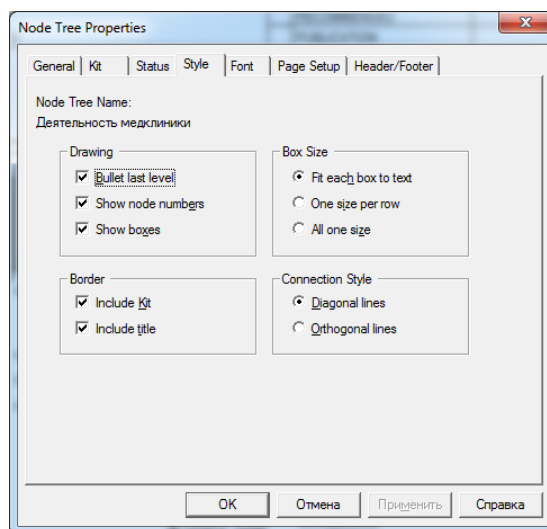 Node Tree Properties
General Kit Status Style Font Page Setup Header/Footer
Node Tree Name:
Деятельность медклиники
Drawing
Bullet last level
Show node numbers
Show boxes
Box Size
Fit each box to text
One size per row
All one size
Border
Include Kit
Include title
Connection Style
Diagonal lines
Orthogonal lines
OK Отмена Применить Справка